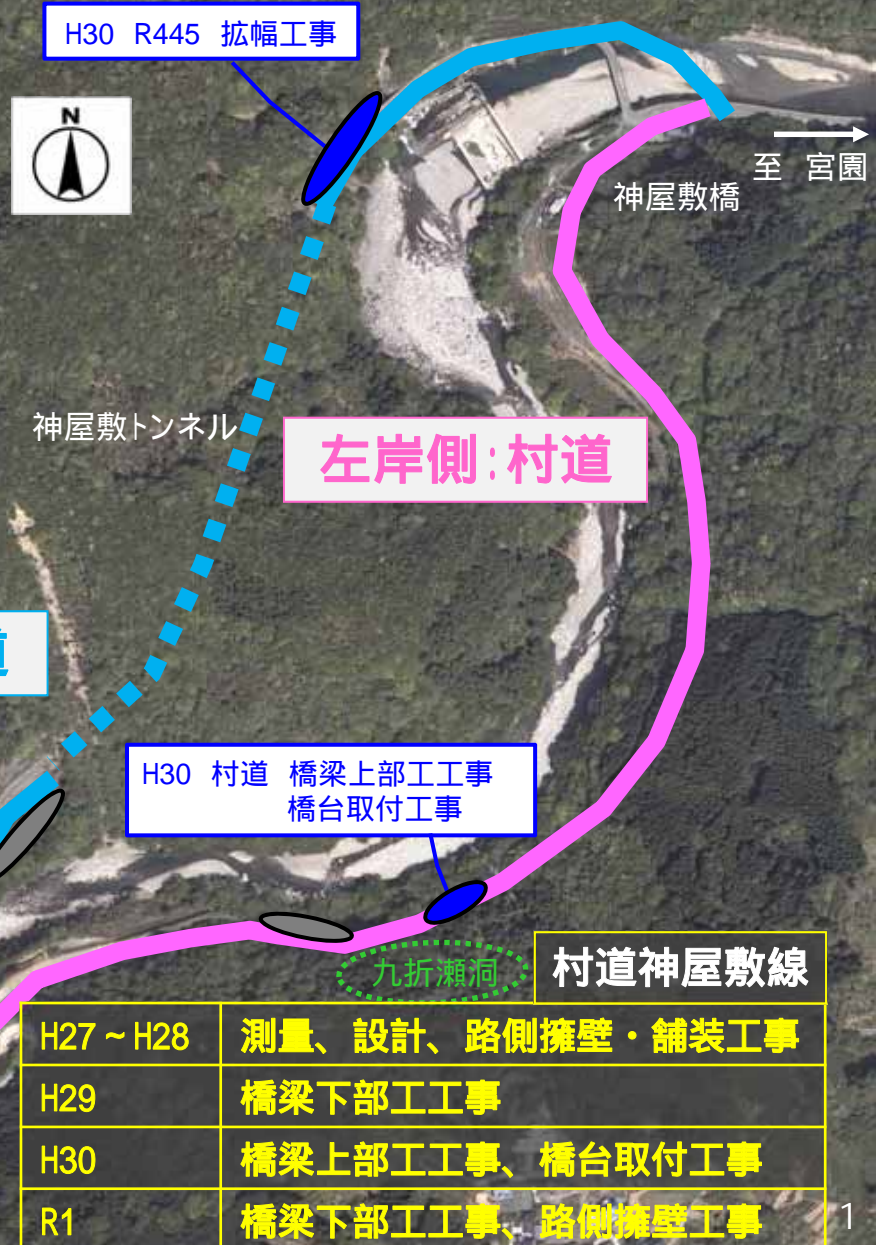 H30 R445 拡幅工事
N
至 宮園
神屋敷橋
神屋敷トンネル
左岸側:村道
道
H30 村道 橋梁上部工工事
橋台取付工事
九折瀬洞
村道神屋敷線
H27~H28 測量、設計、路側擁壁・舗装工事
H29 橋梁下部工工事
H30 橋梁上部工工事、橋台取付工事
R1 橋梁下部工工事、路側擁壁工事
1